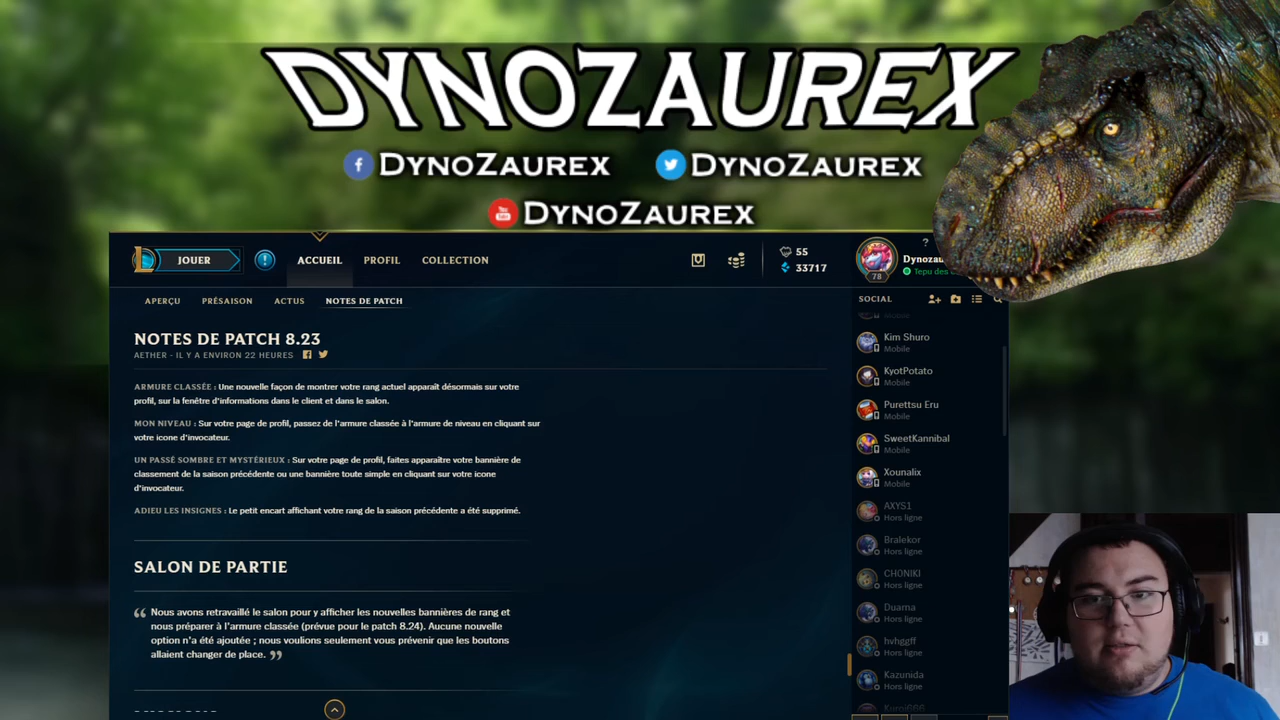 DYNOZAUREX
DYNOZAUREX
DYNOZAUREX
DYNOZAUREX
JOUER
ACCUEIL
PROFIL
COLLECTION
55
33717
78
?
Tepu des
APERÇU
PRÉSAISON
ACTUS
NOTES DE PATCH
NOTES DE PATCH 8.23
AETHER - IL Y A ENVIRON 22 HEURES
ARMURE CLASSÉE : Une nouvelle façon de montrer votre rang actuel apparaît désormais sur votre
profil, sur la fenêtre d'informations dans le client et dans le salon.
MON NIVEAU : Sur votre page de profil, passez de l'armure classée à l'armure de niveau en cliquant sur
votre icone d'invocateur.
UN PASSÉ SOMBRE ET MYSTÉRIEUX : Sur votre page de profil, faites apparaître votre bannière de
classement de la saison précédente ou une bannière toute simple en cliquant sur votre icone
d'invocateur.
ADIEU LES INSIGNES : Le petit encart affichant votre rang de la saison précédente a été supprimé.
SALON DE PARTIE
“ Nous avons retravaillé le salon pour y afficher les nouvelles bannières de rang et
nous préparer à l'armure classée (prévue pour le patch 8.24). Aucune nouvelle
option n'a été ajoutée ; nous voulions seulement vous prévenir que les boutons
allaient changer de place. ”
SOCIAL
Kim Shuro
Mobile
KyotPotato
Mobile
Purettsu Eru
Mobile
SweetKannibal
Mobile
Xounalix
Mobile
AXYS1
Hors ligne
Bralekor
Hors ligne
CH0NIKI
Hors ligne
Duarna
Hors ligne
hvhggff
Hors ligne
Kazunida
Hors ligne